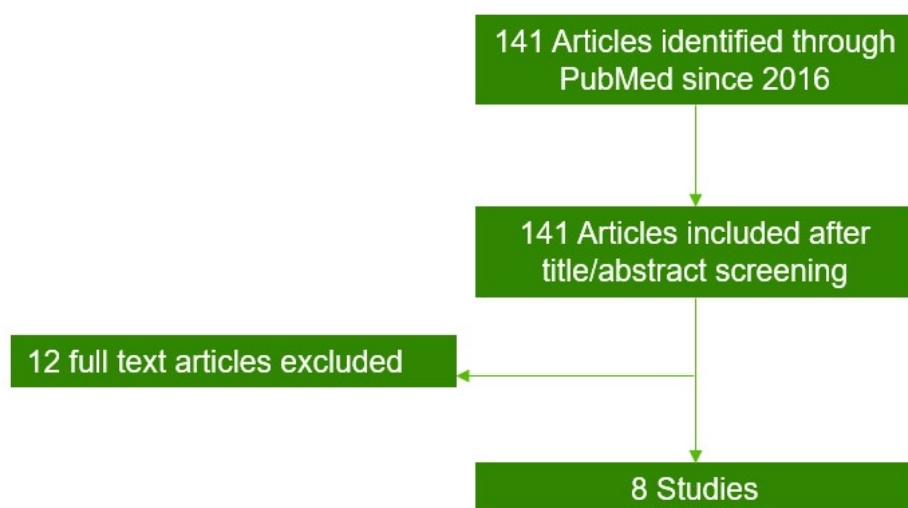 141 Articles identified through
PubMed since 2016
141 Articles included after
title/abstract screening
12 full text articles excluded
8 Studies